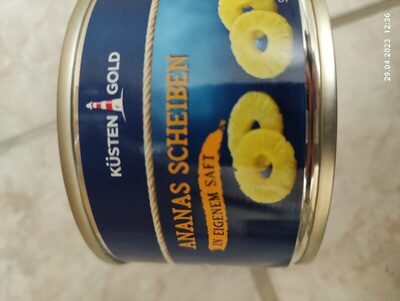 KÜSTEN GOLD
ANANAS SCHEIBEN
IN EIGENEM SAFT
29.04.2023 12:36